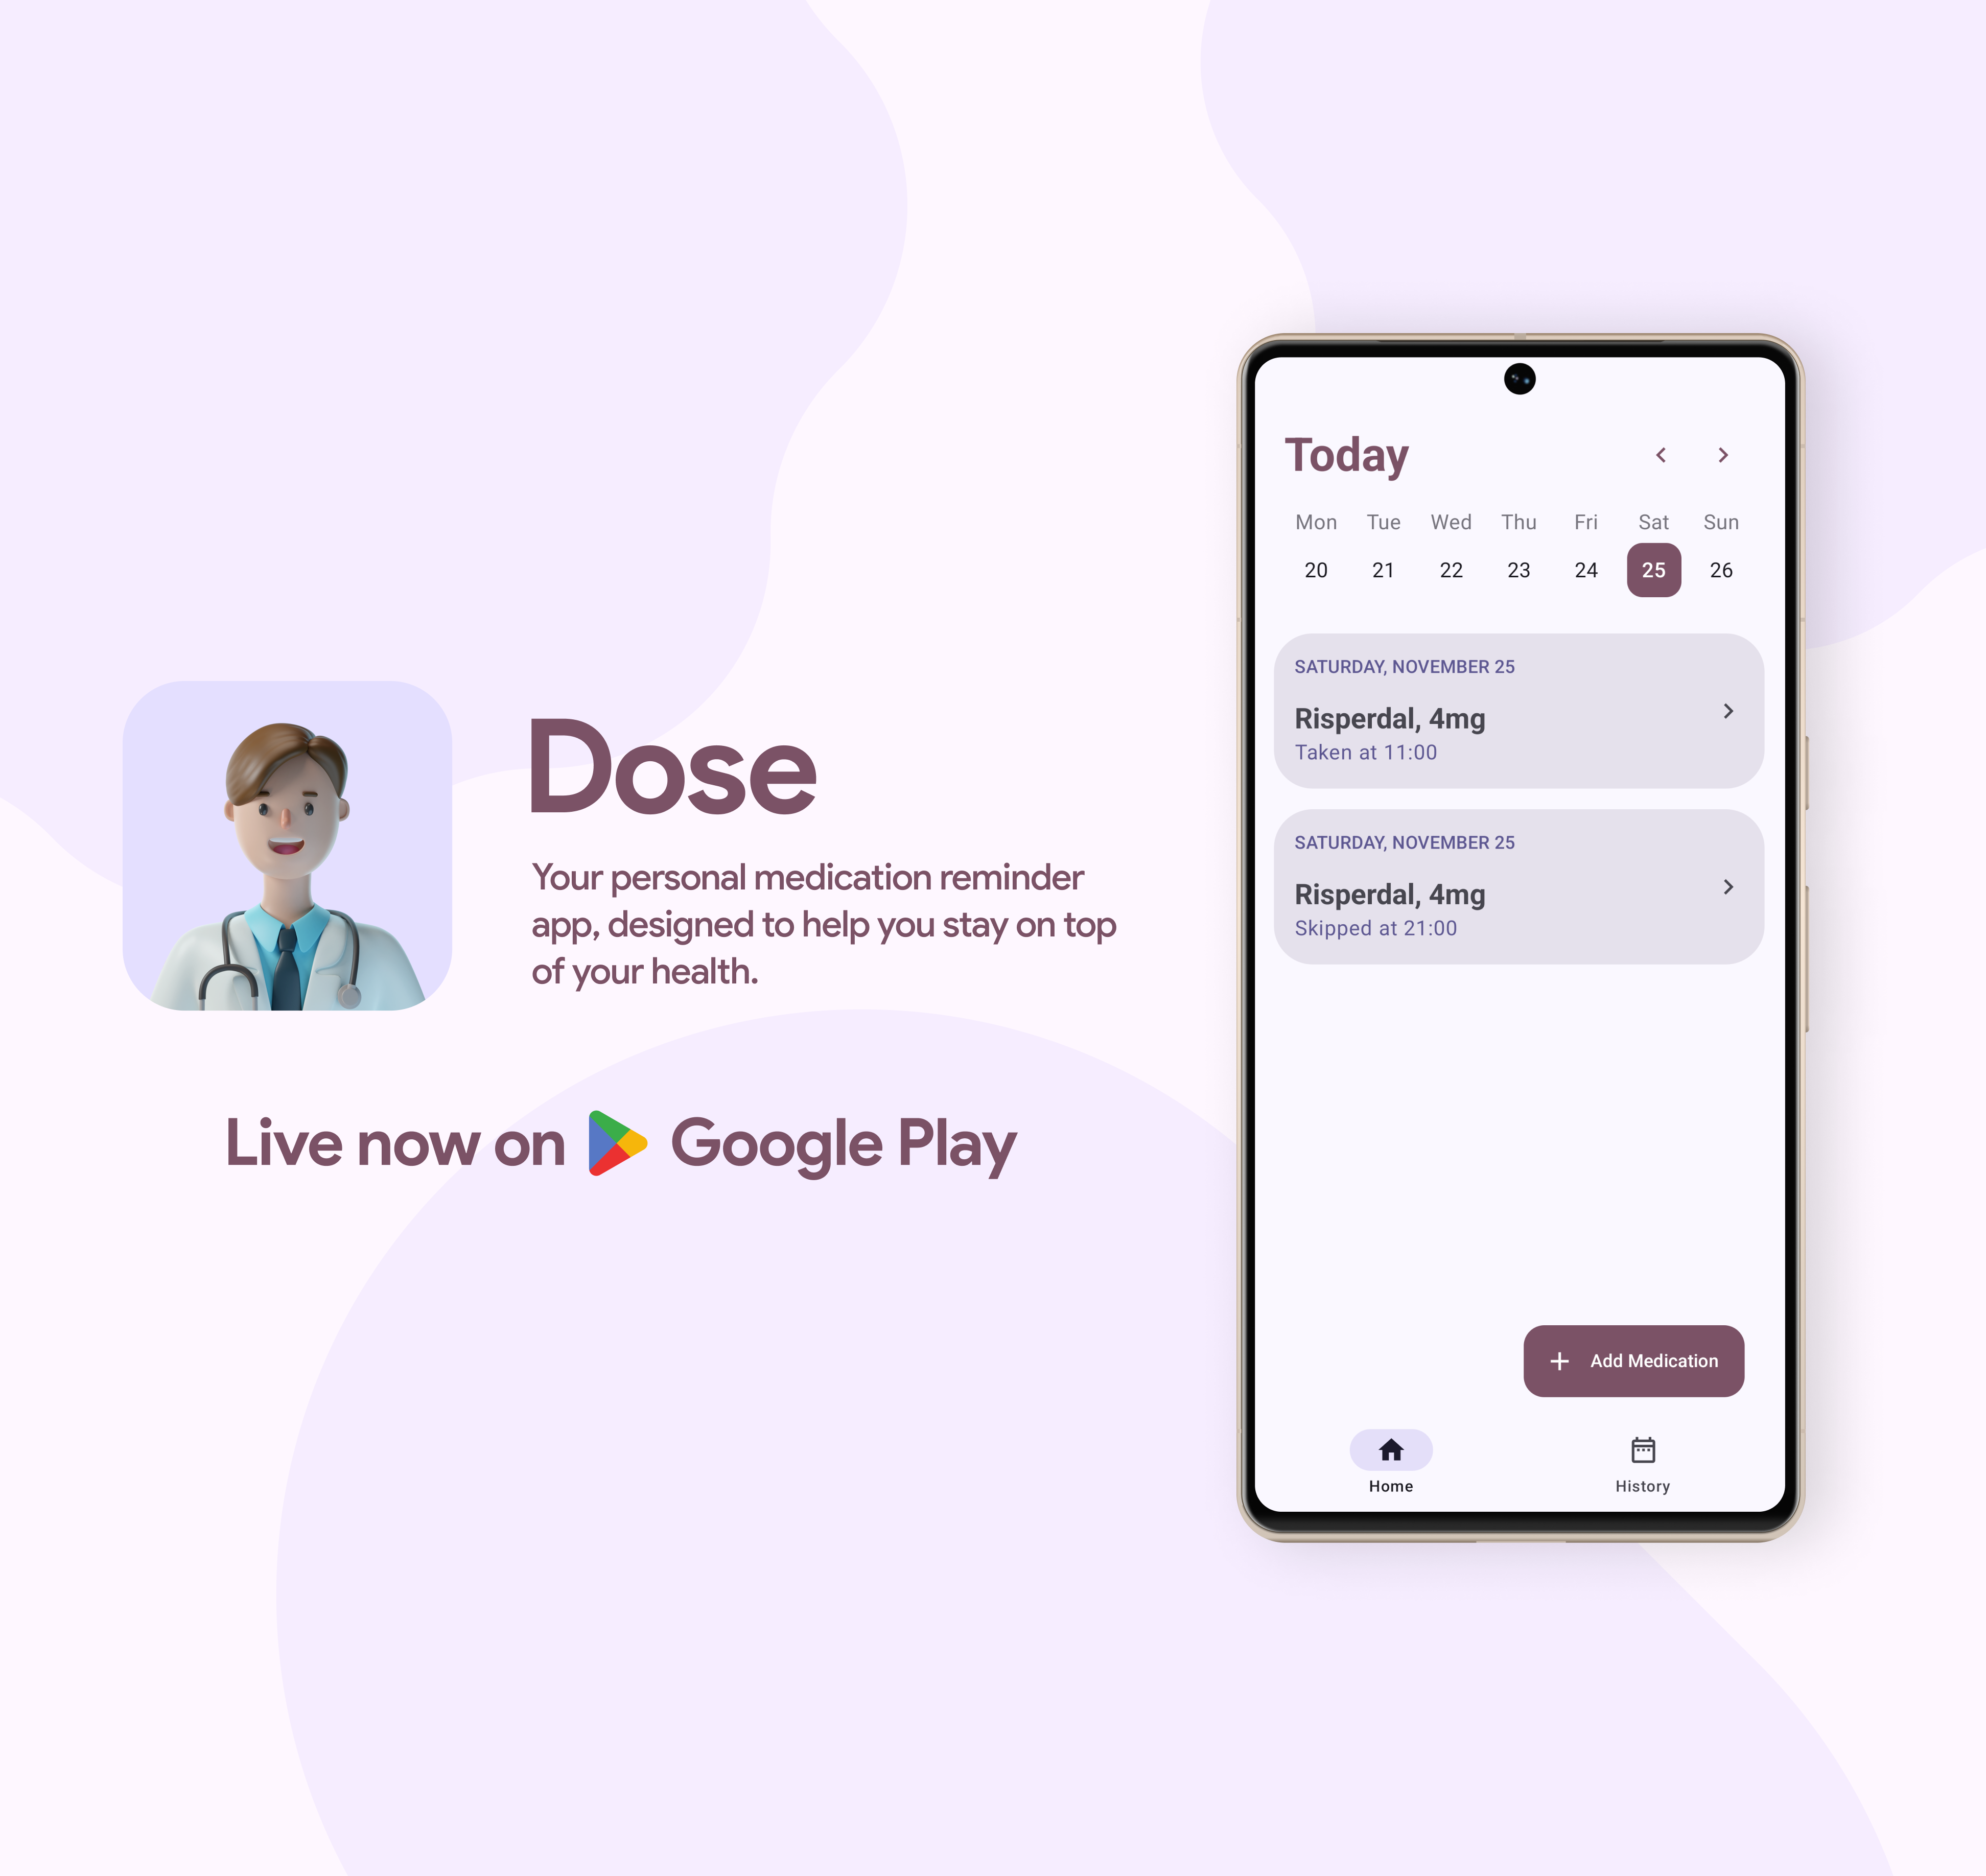 Dose
Your personal medication reminder
app, designed to help you stay on top
of your health.
Live now on Google Play
Today
Mon Tue Wed Thu Fri Sat Sun
20 21 22 23 24 25 26
SATURDAY, NOVEMBER 25
Risperdal, 4mg
Taken at 11:00
SATURDAY, NOVEMBER 25
Risperdal, 4mg
Skipped at 21:00
Add Medication
Home History